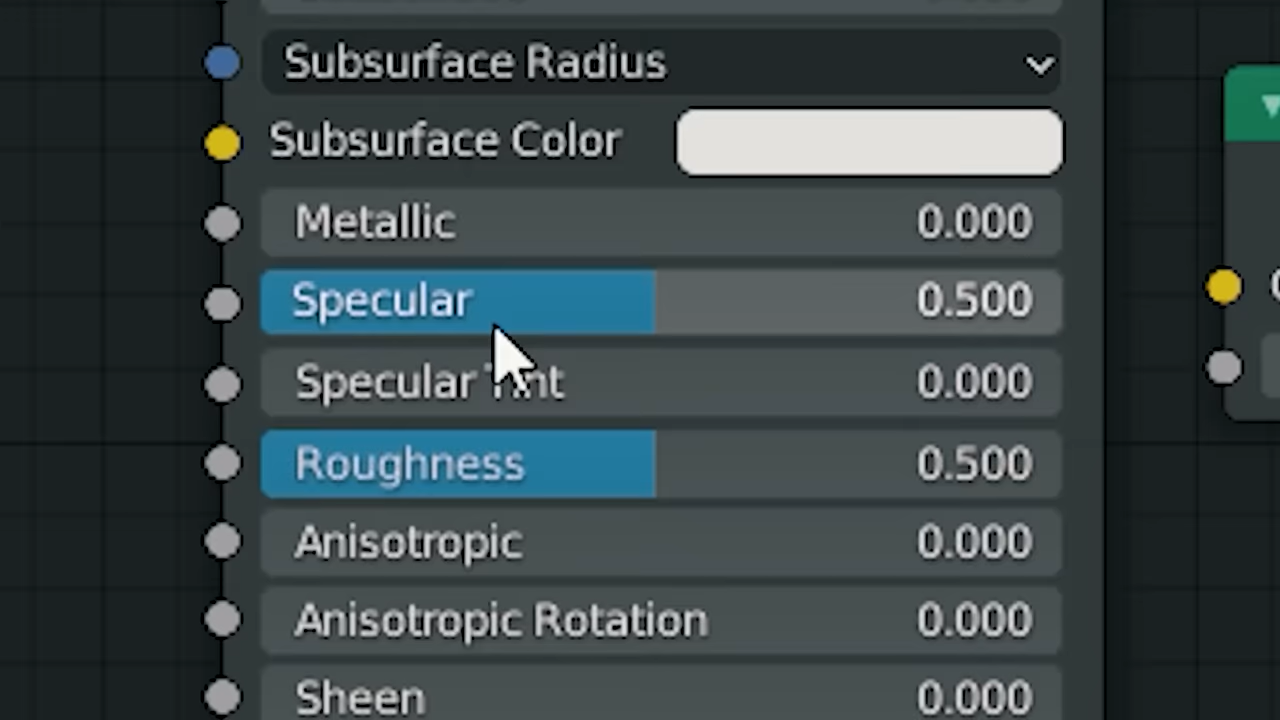 Subsurface Radius
Subsurface Color
Metallic 0.000
Specular 0.500
Specular Tint 0.000
Roughness 0.500
Anisotropic 0.000
Anisotropic Rotation 0.000
Sheen 0.000